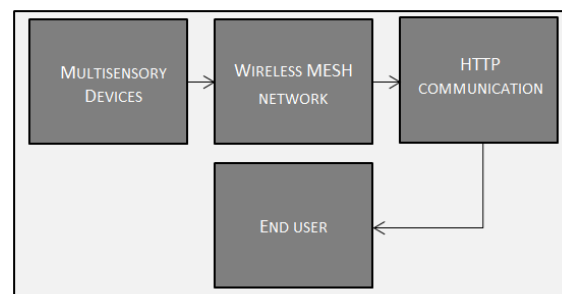 Multisensory
Devices
Wireless MESH
network
HTTP
communication
End user